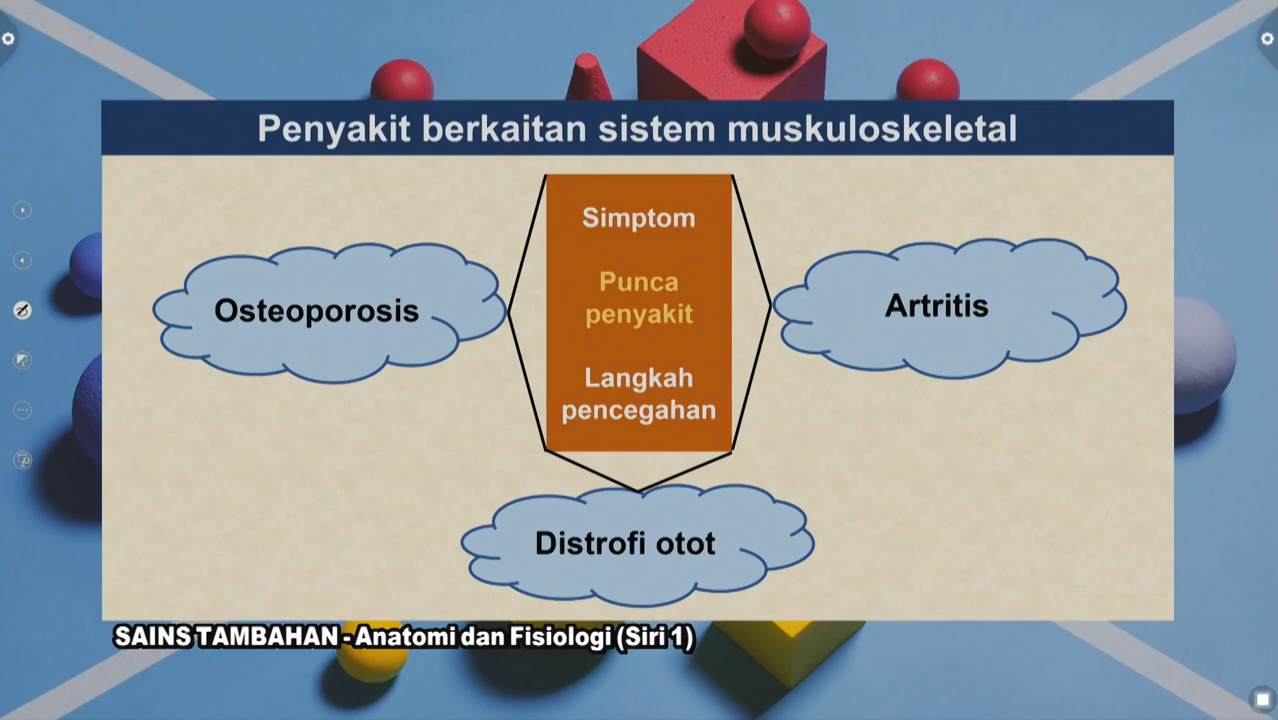 Penyakit berkaitan sistem muskuloskeletal
Simptom
Punca
penyakit
Langkah
pencegahan
Osteoporosis
Artritis
Distrofi otot
SAINS TAMBAHAN - Anatomi dan Fisiologi (Siri 1)